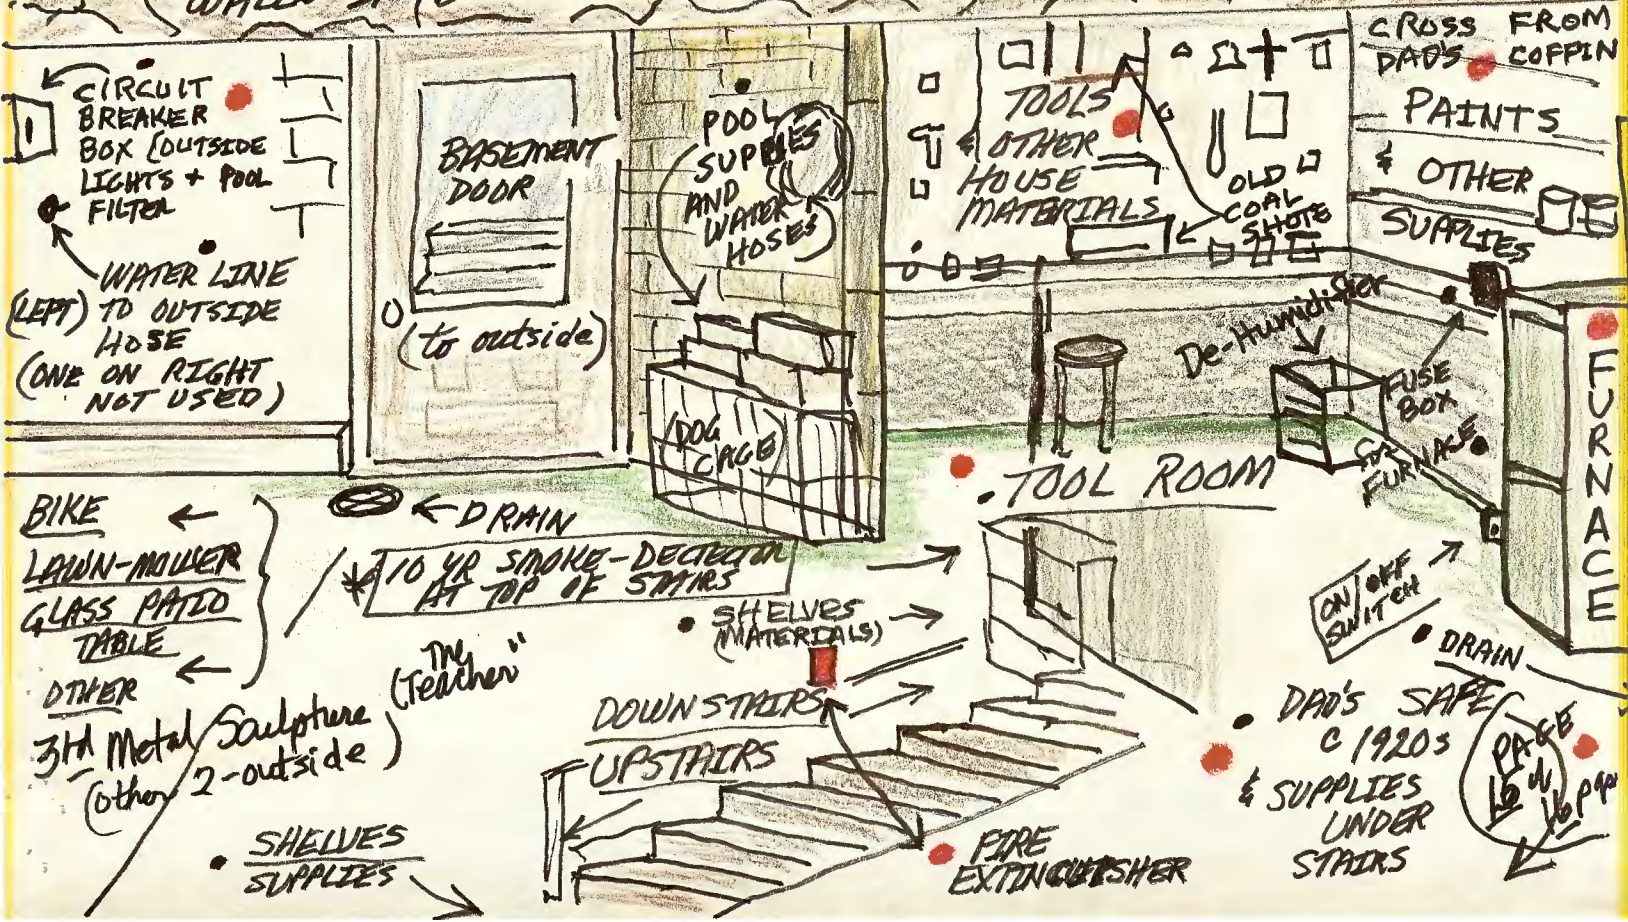 CIRCUIT
BREAKER
BOX (OUTSIDE
LIGHTS + POOL
FILTER
WATER LINE
(LEFT) TO OUTSIDE
HOSE
(ONE ON RIGHT
NOT USED)
BASEMENT
DOOR
(to outside)
POOL
SUPPLIES
AND
WATER
HOSES
(DOG
CAGE)
TOOLS
& OTHER
HOUSE
MATERIALS
OLD
COAL
SHUTE
CROSS FROM
DAD'S COFFIN
PAINTS
& OTHER
SUPPLIES
De-Humidifier
FUSE
BOX
FURNACE
FURNACE
TOOL ROOM
ON/OFF
SWITCH
DRAIN
BIKE
LAWN-MOWER
GLASS PATIO
TABLE
OTHER
3rd Metal Sculpture
(The
"Teacher")
(other 2-outside
DRAIN
* 10 YR SMOKE-DECTECTOR
AT TOP OF STAIRS
SHELVES
(MATERIALS)
DOWNSTAIRS
UPSTAIRS
SHELVES
SUPPLIES
FIRE
EXTINGUISHER
DAD'S SAFE
C 1920s
& SUPPLIES
UNDER
STAIRS
PAGE